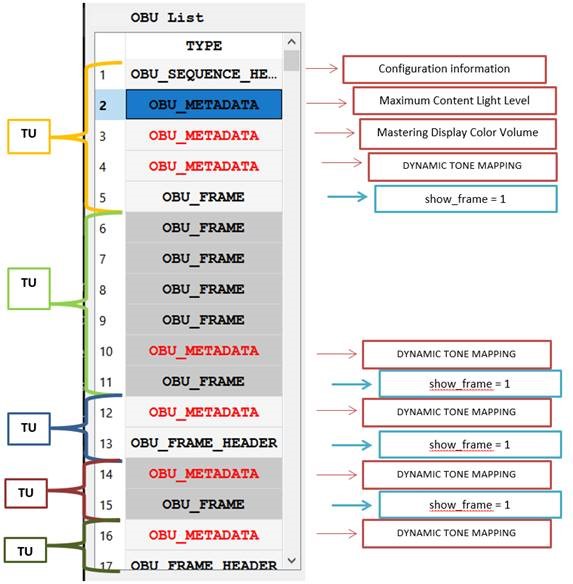 OBU List
TYPE
1 OBU_SEQUENCE_HE... Configuration information
2 OBU_METADATA Maximum Content Light Level
TU 3 OBU_METADATA Mastering Display Color Volume
4 OBU_METADATA DYNAMIC TONE MAPPING
5 OBU_FRAME show_frame = 1
6 OBU_FRAME
7 OBU_FRAME
TU 8 OBU_FRAME
9 OBU_FRAME
10 OBU_METADATA DYNAMIC TONE MAPPING
11 OBU_FRAME show_frame = 1
12 OBU_METADATA DYNAMIC TONE MAPPING
TU 13 OBU_FRAME_HEADER show_frame = 1
14 OBU_METADATA DYNAMIC TONE MAPPING
TU 15 OBU_FRAME show_frame = 1
16 OBU_METADATA DYNAMIC TONE MAPPING
TU 17 OBU_FRAME_HEADER